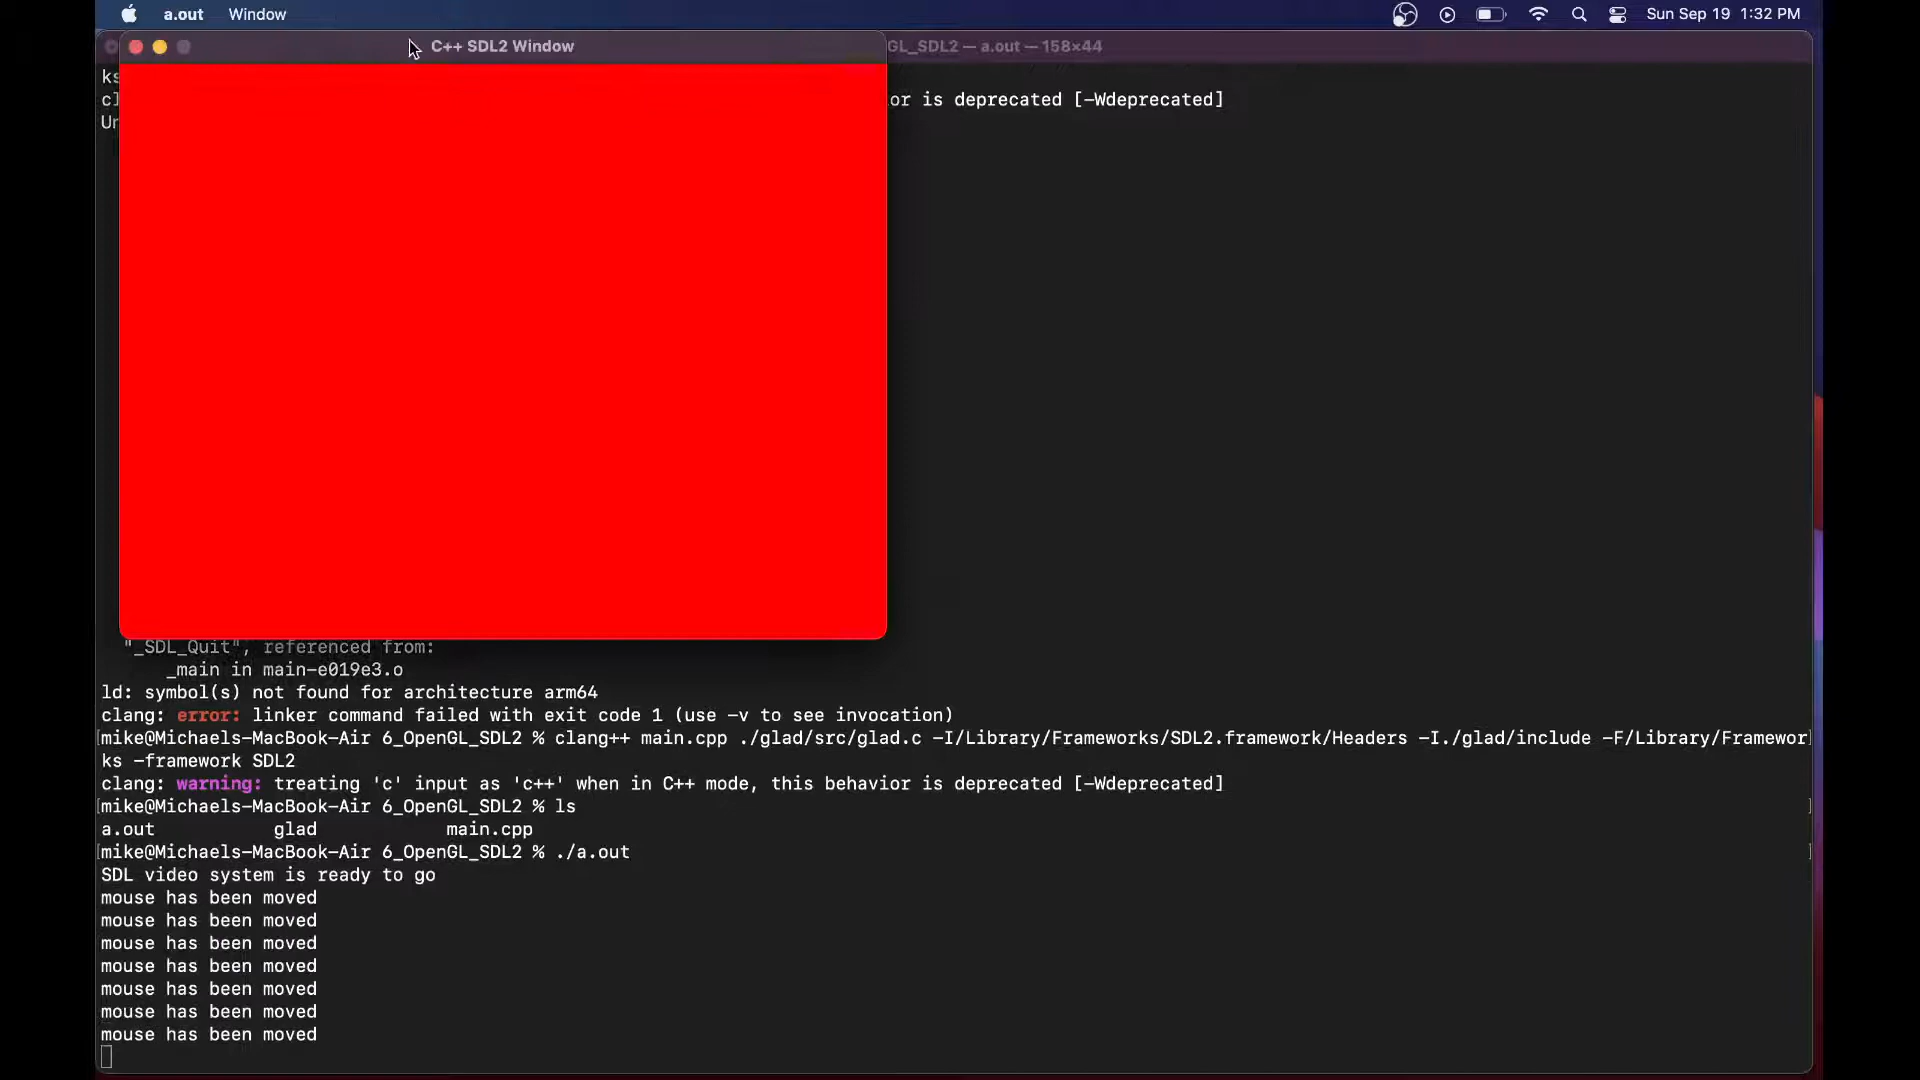 a.out Window Sun Sep 19 1:32 PM
C++ SDL2 Window GL_SDL2 — a.out — 158×44
ks
cl or is deprecated [-Wdeprecated]
Un
"_SDL_Quit", referenced from:
_main in main-e019e3.o
ld: symbol(s) not found for architecture arm64
clang: error: linker command failed with exit code 1 (use -v to see invocation)
[mike@Michaels-MacBook-Air 6_OpenGL_SDL2 % clang++ main.cpp ./glad/src/glad.c -I/Library/Frameworks/SDL2.framework/Headers -I./glad/include -F/Library/Framewor]
ks -framework SDL2
clang: warning: treating 'c' input as 'c++' when in C++ mode, this behavior is deprecated [-Wdeprecated]
[mike@Michaels-MacBook-Air 6_OpenGL_SDL2 % ls ]
a.out glad main.cpp
[mike@Michaels-MacBook-Air 6_OpenGL_SDL2 % ./a.out ]
SDL video system is ready to go
mouse has been moved
mouse has been moved
mouse has been moved
mouse has been moved
mouse has been moved
mouse has been moved
mouse has been moved